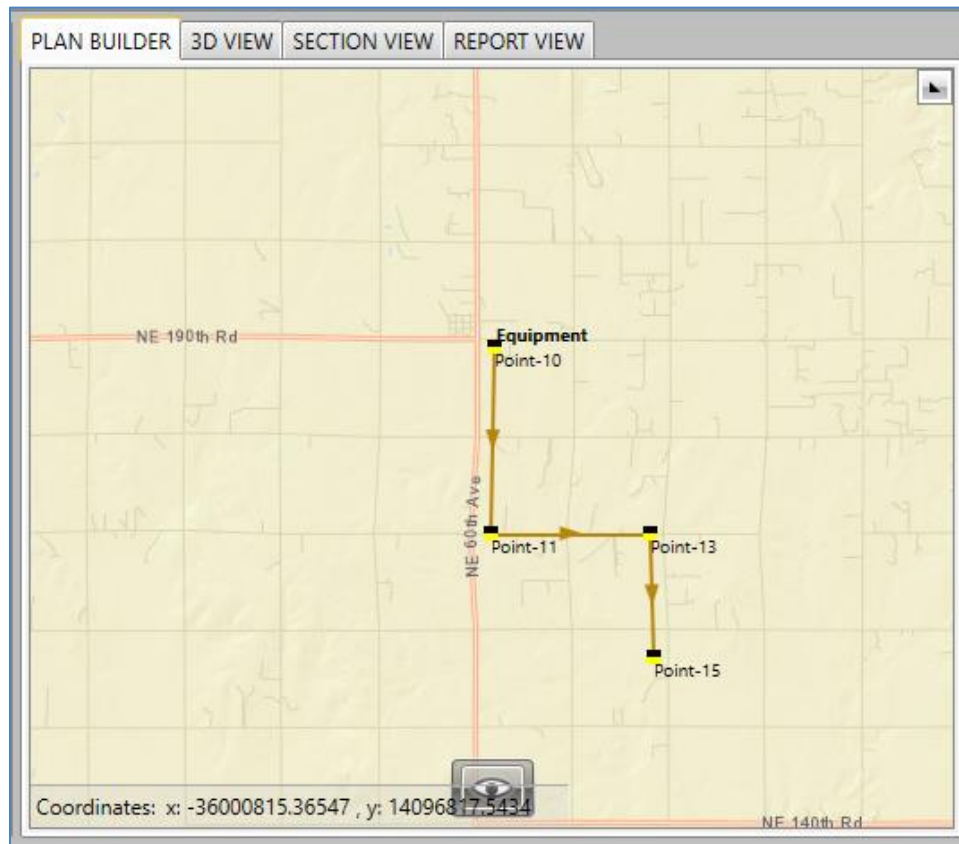 PLAN BUILDER 3D VIEW SECTION VIEW REPORT VIEW
NE 190th Rd
Equipment
Point-10
NE 60th Ave
Point-11
Point-13
Point-15
Coordinates: x: -36000815.36547 , y: 14096817.5434
NE 140th Rd